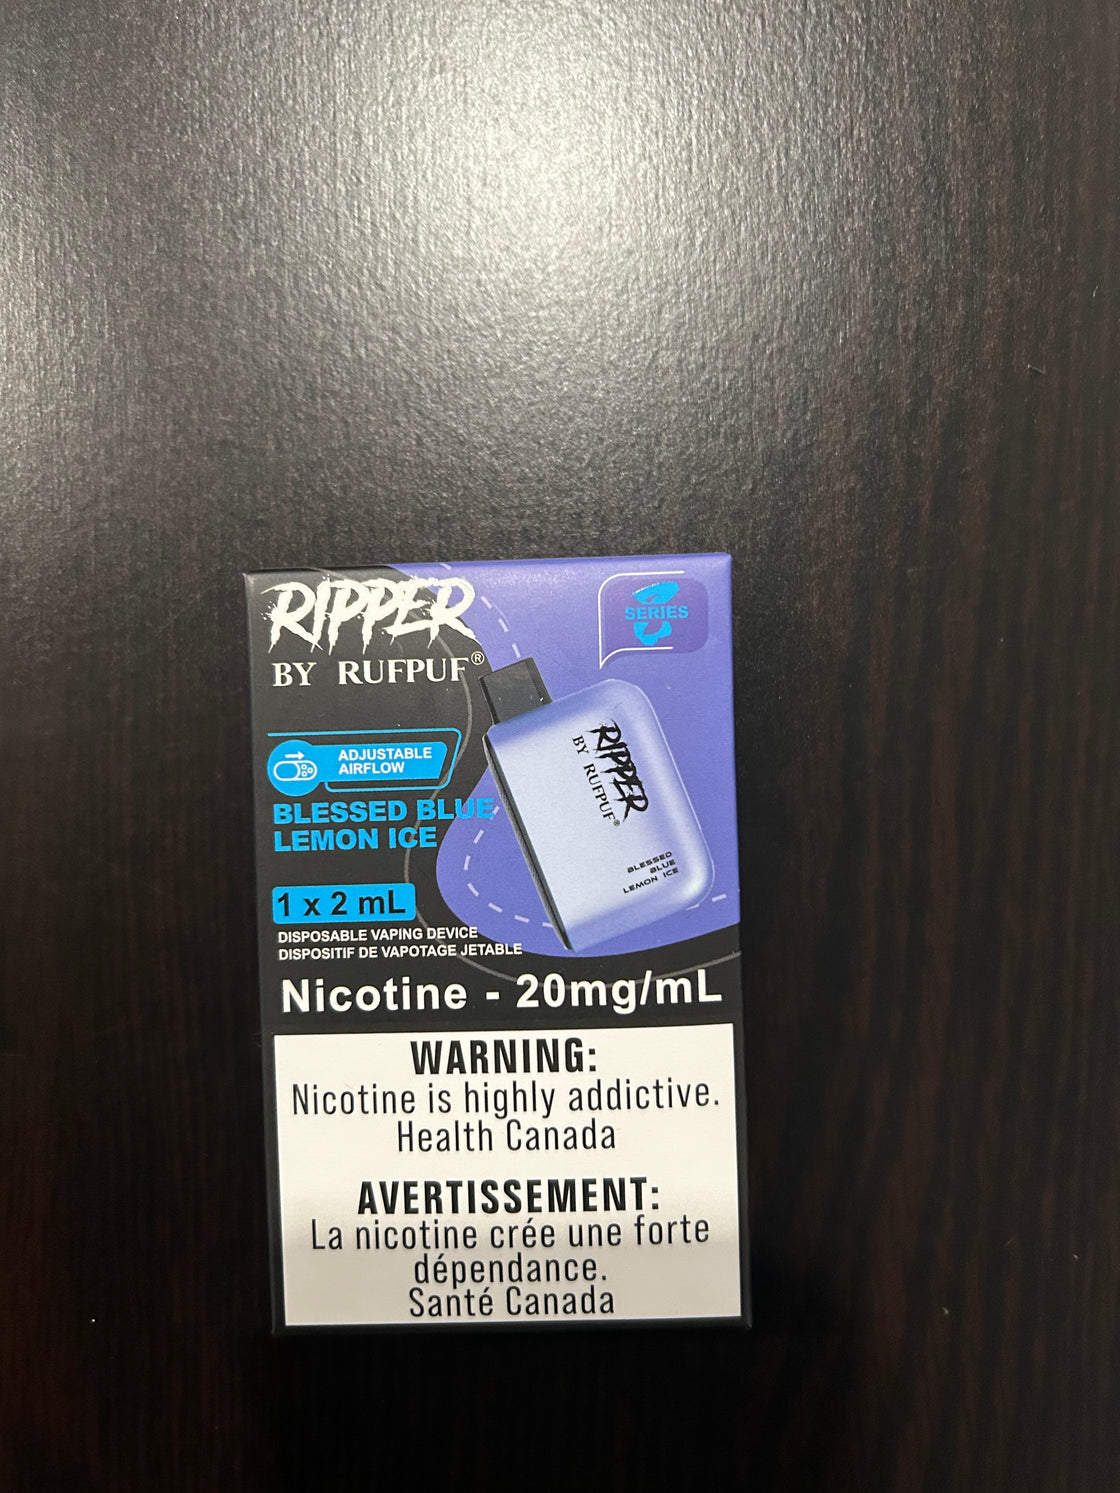 RIPPER
BY RUFPUF®
SERIES
ADJUSTABLE
AIRFLOW
BLESSED BLUE
LEMON ICE
RIPPER
BY RUFPUF®
BLESSED
BLUE
LEMON ICE
1 x 2 mL
DISPOSABLE VAPING DEVICE
DISPOSITIF DE VAPOTAGE JETABLE
Nicotine - 20mg/mL
WARNING:
Nicotine is highly addictive.
Health Canada
AVERTISSEMENT:
La nicotine crée une forte
dépendance.
Santé Canada